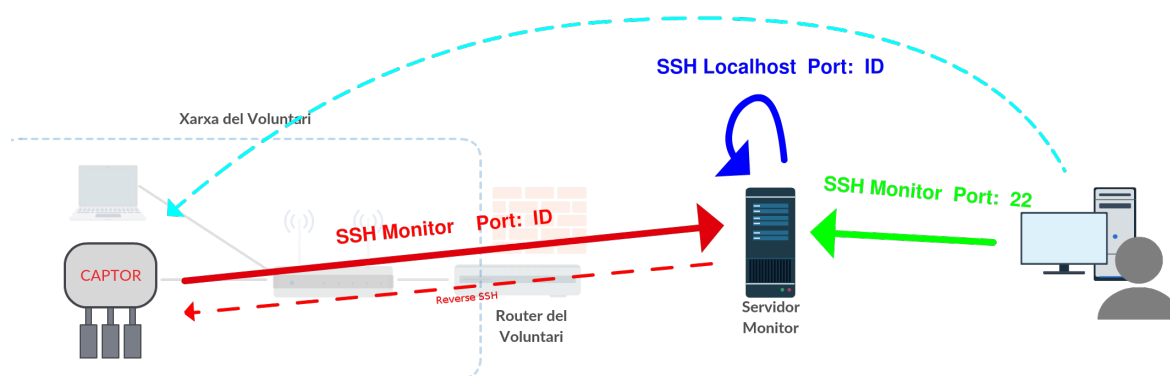 SSH Localhost Port: ID
Xarxa del Voluntari
SSH Monitor Port: 22
SSH Monitor Port: ID
CAPTOR
Reverse SSH
Router del
Voluntari
Servidor
Monitor